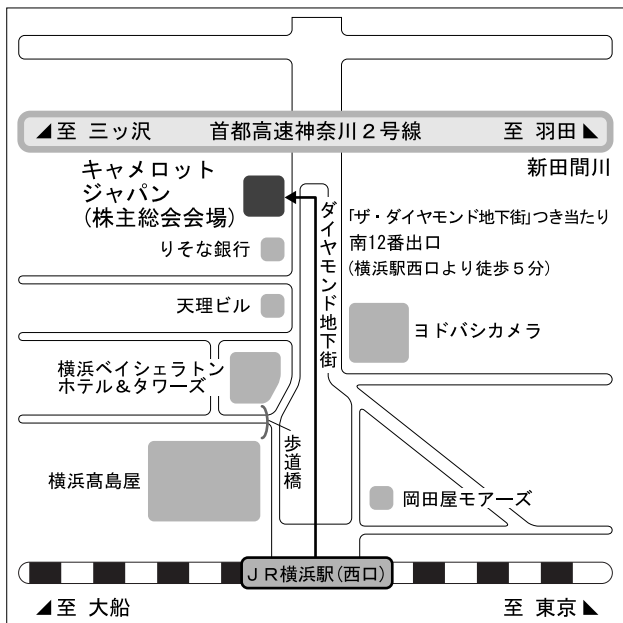 ◢至 三ッ沢 首都高速神奈川２号線 至 羽田◣
新田間川
キャメロット
ジャパン
(株主総会会場)
りそな銀行
天理ビル
ダイヤモンド地下街
「ザ・ダイヤモンド地下街」つき当たり
南12番出口
(横浜駅西口より徒歩５分)
ヨドバシカメラ
横浜ベイシェラトン
ホテル＆タワーズ
歩道橋
横浜髙島屋
岡田屋モアーズ
ＪＲ横浜駅(西口)
◢至 大船 至 東京◣